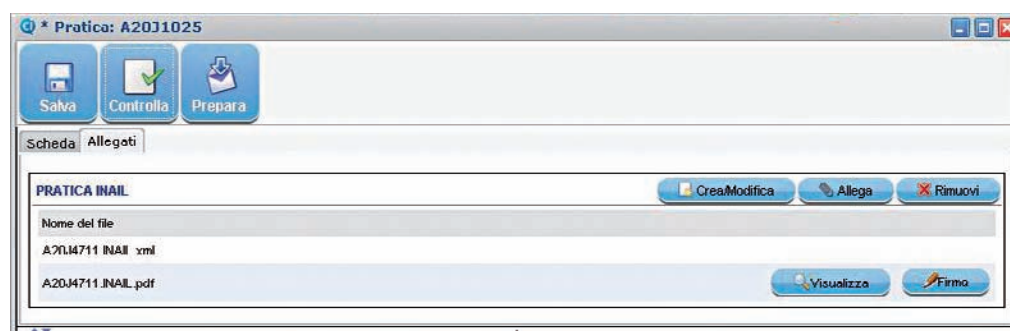 * Pratica: A20J1025
Salva Controlla Prepara
Scheda Allegati
PRATICA INAIL Crea/Modifica Allega Rimuovi
Nome del file
A20J4711.INAIL.xml
A20J4711.INAIL.pdf Visualizza Firma